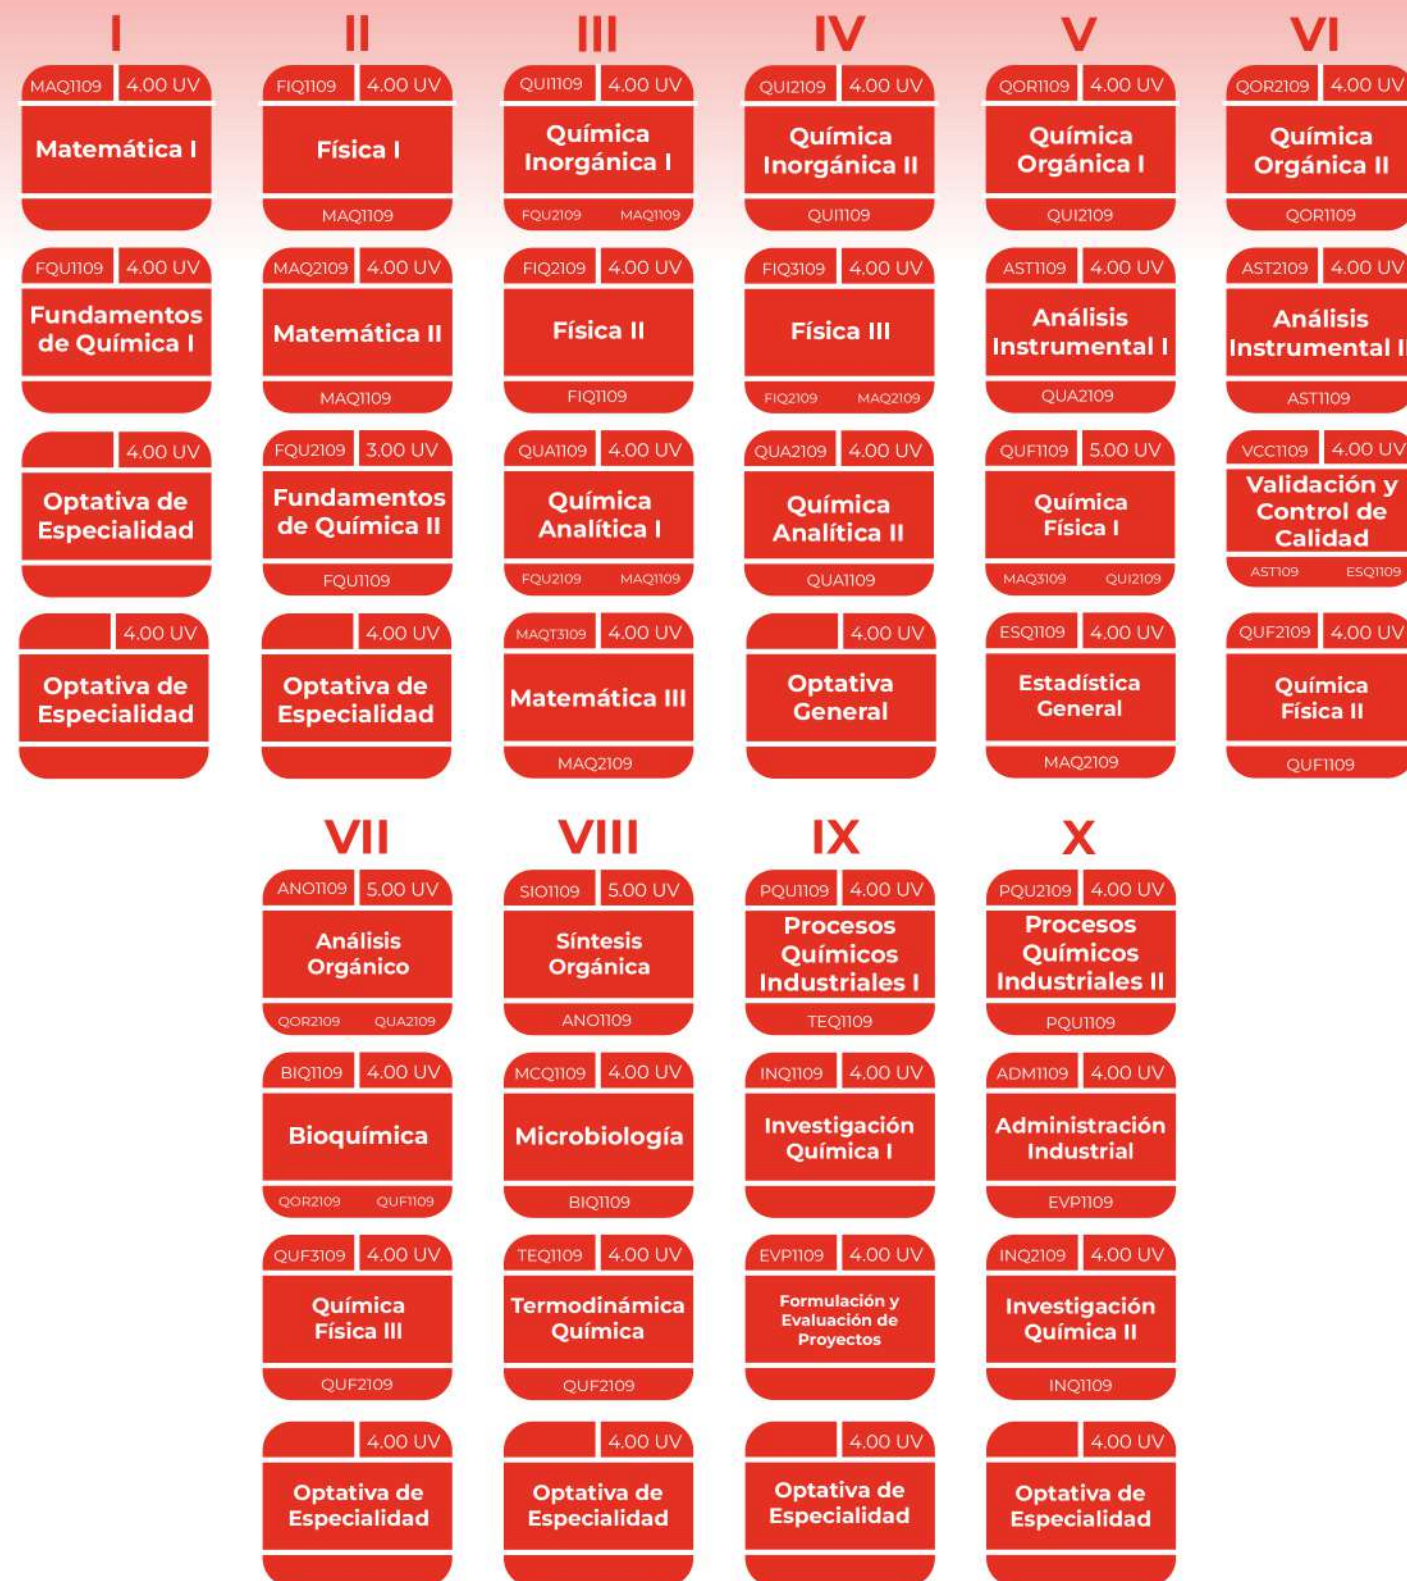 I
II
III
IV
V
VI
MAQ1109 4.00 UV
Matemática I
FIQ1109 4.00 UV
Física I
MAQ1109
QUI1109 4.00 UV
Química
Inorgánica I
FQU2109 MAQ1109
QUI2109 4.00 UV
Química
Inorgánica II
QUI1109
QOR1109 4.00 UV
Química
Orgánica I
QUI2109
QOR2109 4.00 UV
Química
Orgánica II
QOR1109
FQU1109 4.00 UV
Fundamentos
de Química I
MAQ2109 4.00 UV
Matemática II
MAQ1109
FIQ2109 4.00 UV
Física II
FIQ1109
FIQ3109 4.00 UV
Física III
FIQ2109 MAQ2109
AST1109 4.00 UV
Análisis
Instrumental I
QUA2109
AST2109 4.00 UV
Análisis
Instrumental II
AST1109
4.00 UV
Optativa de
Especialidad
FQU2109 3.00 UV
Fundamentos
de Química II
FQU1109
QUA1109 4.00 UV
Química
Analítica I
FQU2109 MAQ1109
QUA2109 4.00 UV
Química
Analítica II
QUA1109
QUF1109 5.00 UV
Química
Física I
MAQ3109 QUI2109
VCC1109 4.00 UV
Validación y
Control de
Calidad
AST109 ESQ1109
4.00 UV
Optativa de
Especialidad
4.00 UV
Optativa de
Especialidad
MAQT3109 4.00 UV
Matemática III
MAQ2109
4.00 UV
Optativa
General
ESQ1109 4.00 UV
Estadística
General
MAQ2109
QUF2109 4.00 UV
Química
Física II
QUF1109
VII
VIII
IX
X
ANO1109 5.00 UV
Análisis
Orgánico
QOR2109 QUA2109
SIO1109 5.00 UV
Síntesis
Orgánica
ANO1109
PQU1109 4.00 UV
Procesos
Químicos
Industriales I
TEQ1109
PQU2109 4.00 UV
Procesos
Químicos
Industriales II
PQU1109
BIQ1109 4.00 UV
Bioquímica
QOR2109 QUF1109
MCQ1109 4.00 UV
Microbiología
BIQ1109
INQ1109 4.00 UV
Investigación
Química I
ADM1109 4.00 UV
Administración
Industrial
EVP1109
QUF3109 4.00 UV
Química
Física III
QUF2109
TEQ1109 4.00 UV
Termodinámica
Química
QUF2109
EVP1109 4.00 UV
Formulación y
Evaluación de
Proyectos
INQ2109 4.00 UV
Investigación
Química II
INQ1109
4.00 UV
Optativa de
Especialidad
4.00 UV
Optativa de
Especialidad
4.00 UV
Optativa de
Especialidad
4.00 UV
Optativa de
Especialidad